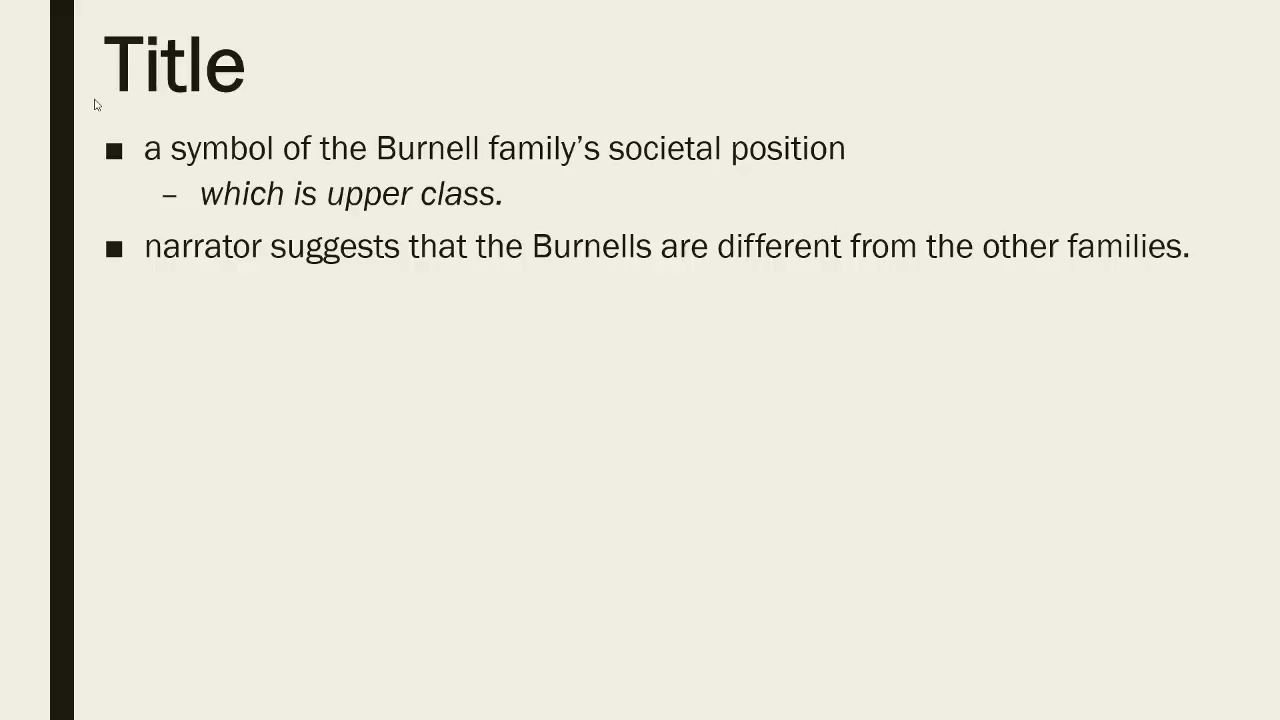 Title
■ a symbol of the Burnell family’s societal position
– which is upper class.
■ narrator suggests that the Burnells are different from the other families.